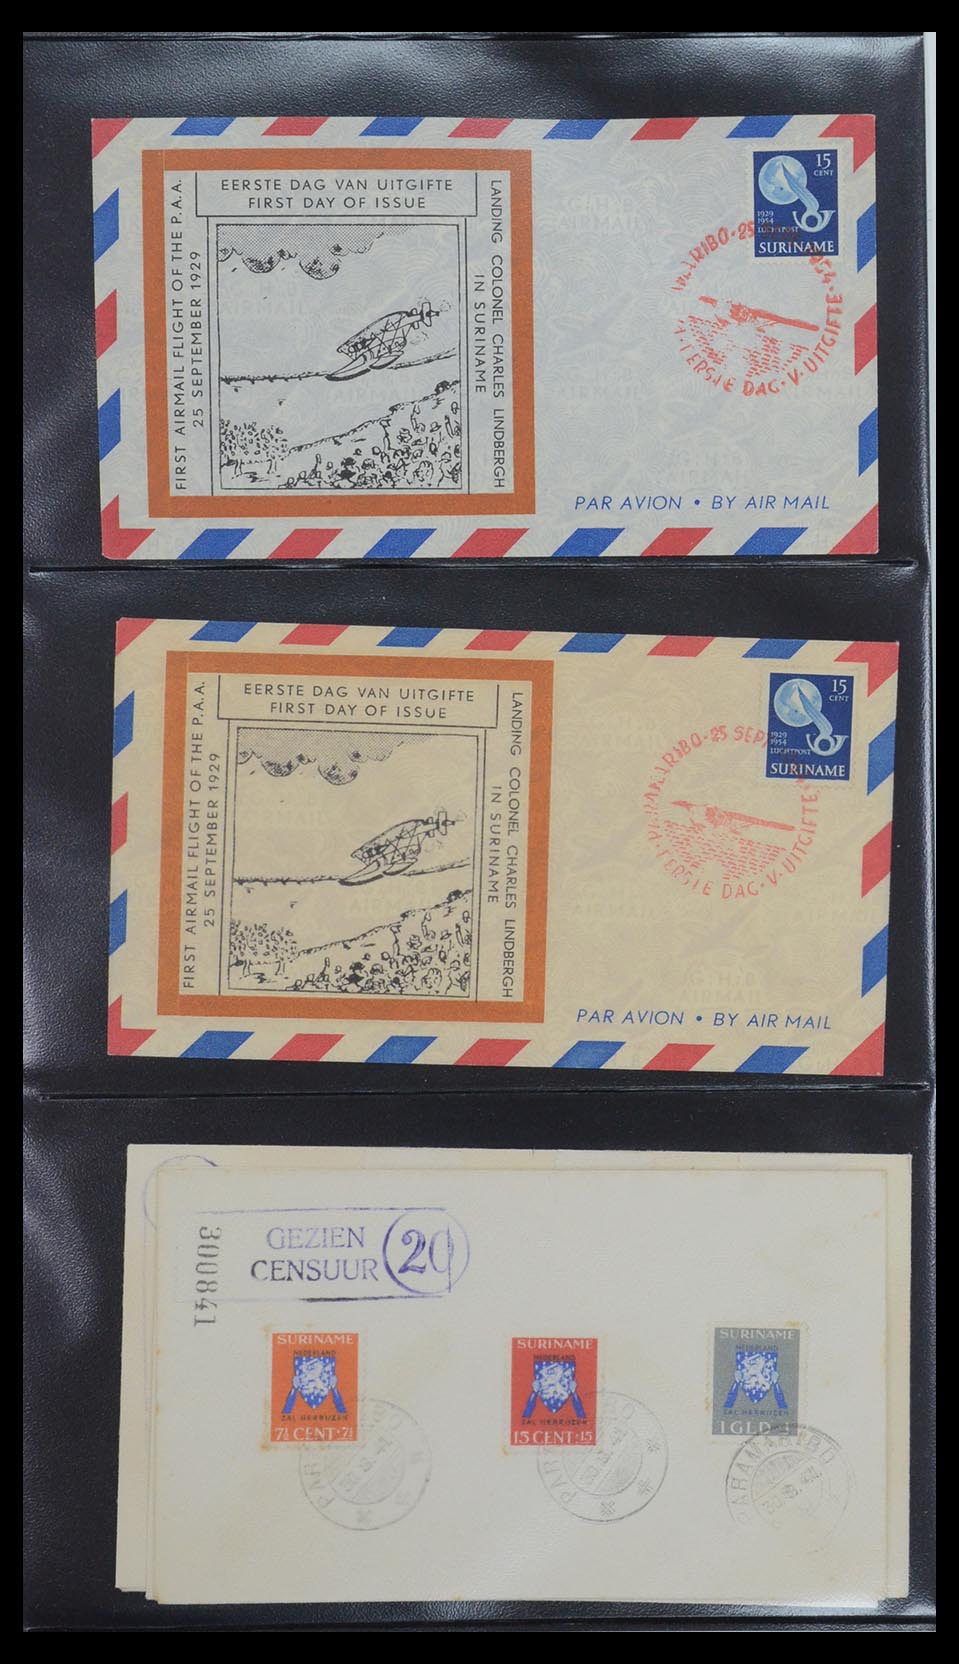 EERSTE DAG VAN UITGIFTE
FIRST DAY OF ISSUE
FIRST AIRMAIL FLIGHT OF THE P.A.A.
25 SEPTEMBER 1929
LANDING COLONEL CHARLES LINDBERGH
IN SURINAME
15
CENT
1929
1954
LUCHTPOST
SURINAME
EERSTE DAG·V·UITGIFTE
PAR AVION • BY AIR MAIL
EERSTE DAG VAN UITGIFTE
FIRST DAY OF ISSUE
FIRST AIRMAIL FLIGHT OF THE P.A.A.
25 SEPTEMBER 1929
LANDING COLONEL CHARLES LINDBERGH
IN SURINAME
15
CENT
1929
1954
LUCHTPOST
SURINAME
PARAMARIBO·25 SEPT
EERSTE DAG·V·UITGIFTE
PAR AVION • BY AIR MAIL
300841
GEZIEN
CENSUUR
20
SURINAME
NEDERLAND
ZAL HERRIJZEN
7½ CENT·7½
SURINAME
NEDERLAND
ZAL HERRIJZEN
15 CENT·15
SURINAME
NEDERLAND
ZAL HERRIJZEN
1 GLD
PARAMARIBO
PARAMARIBO